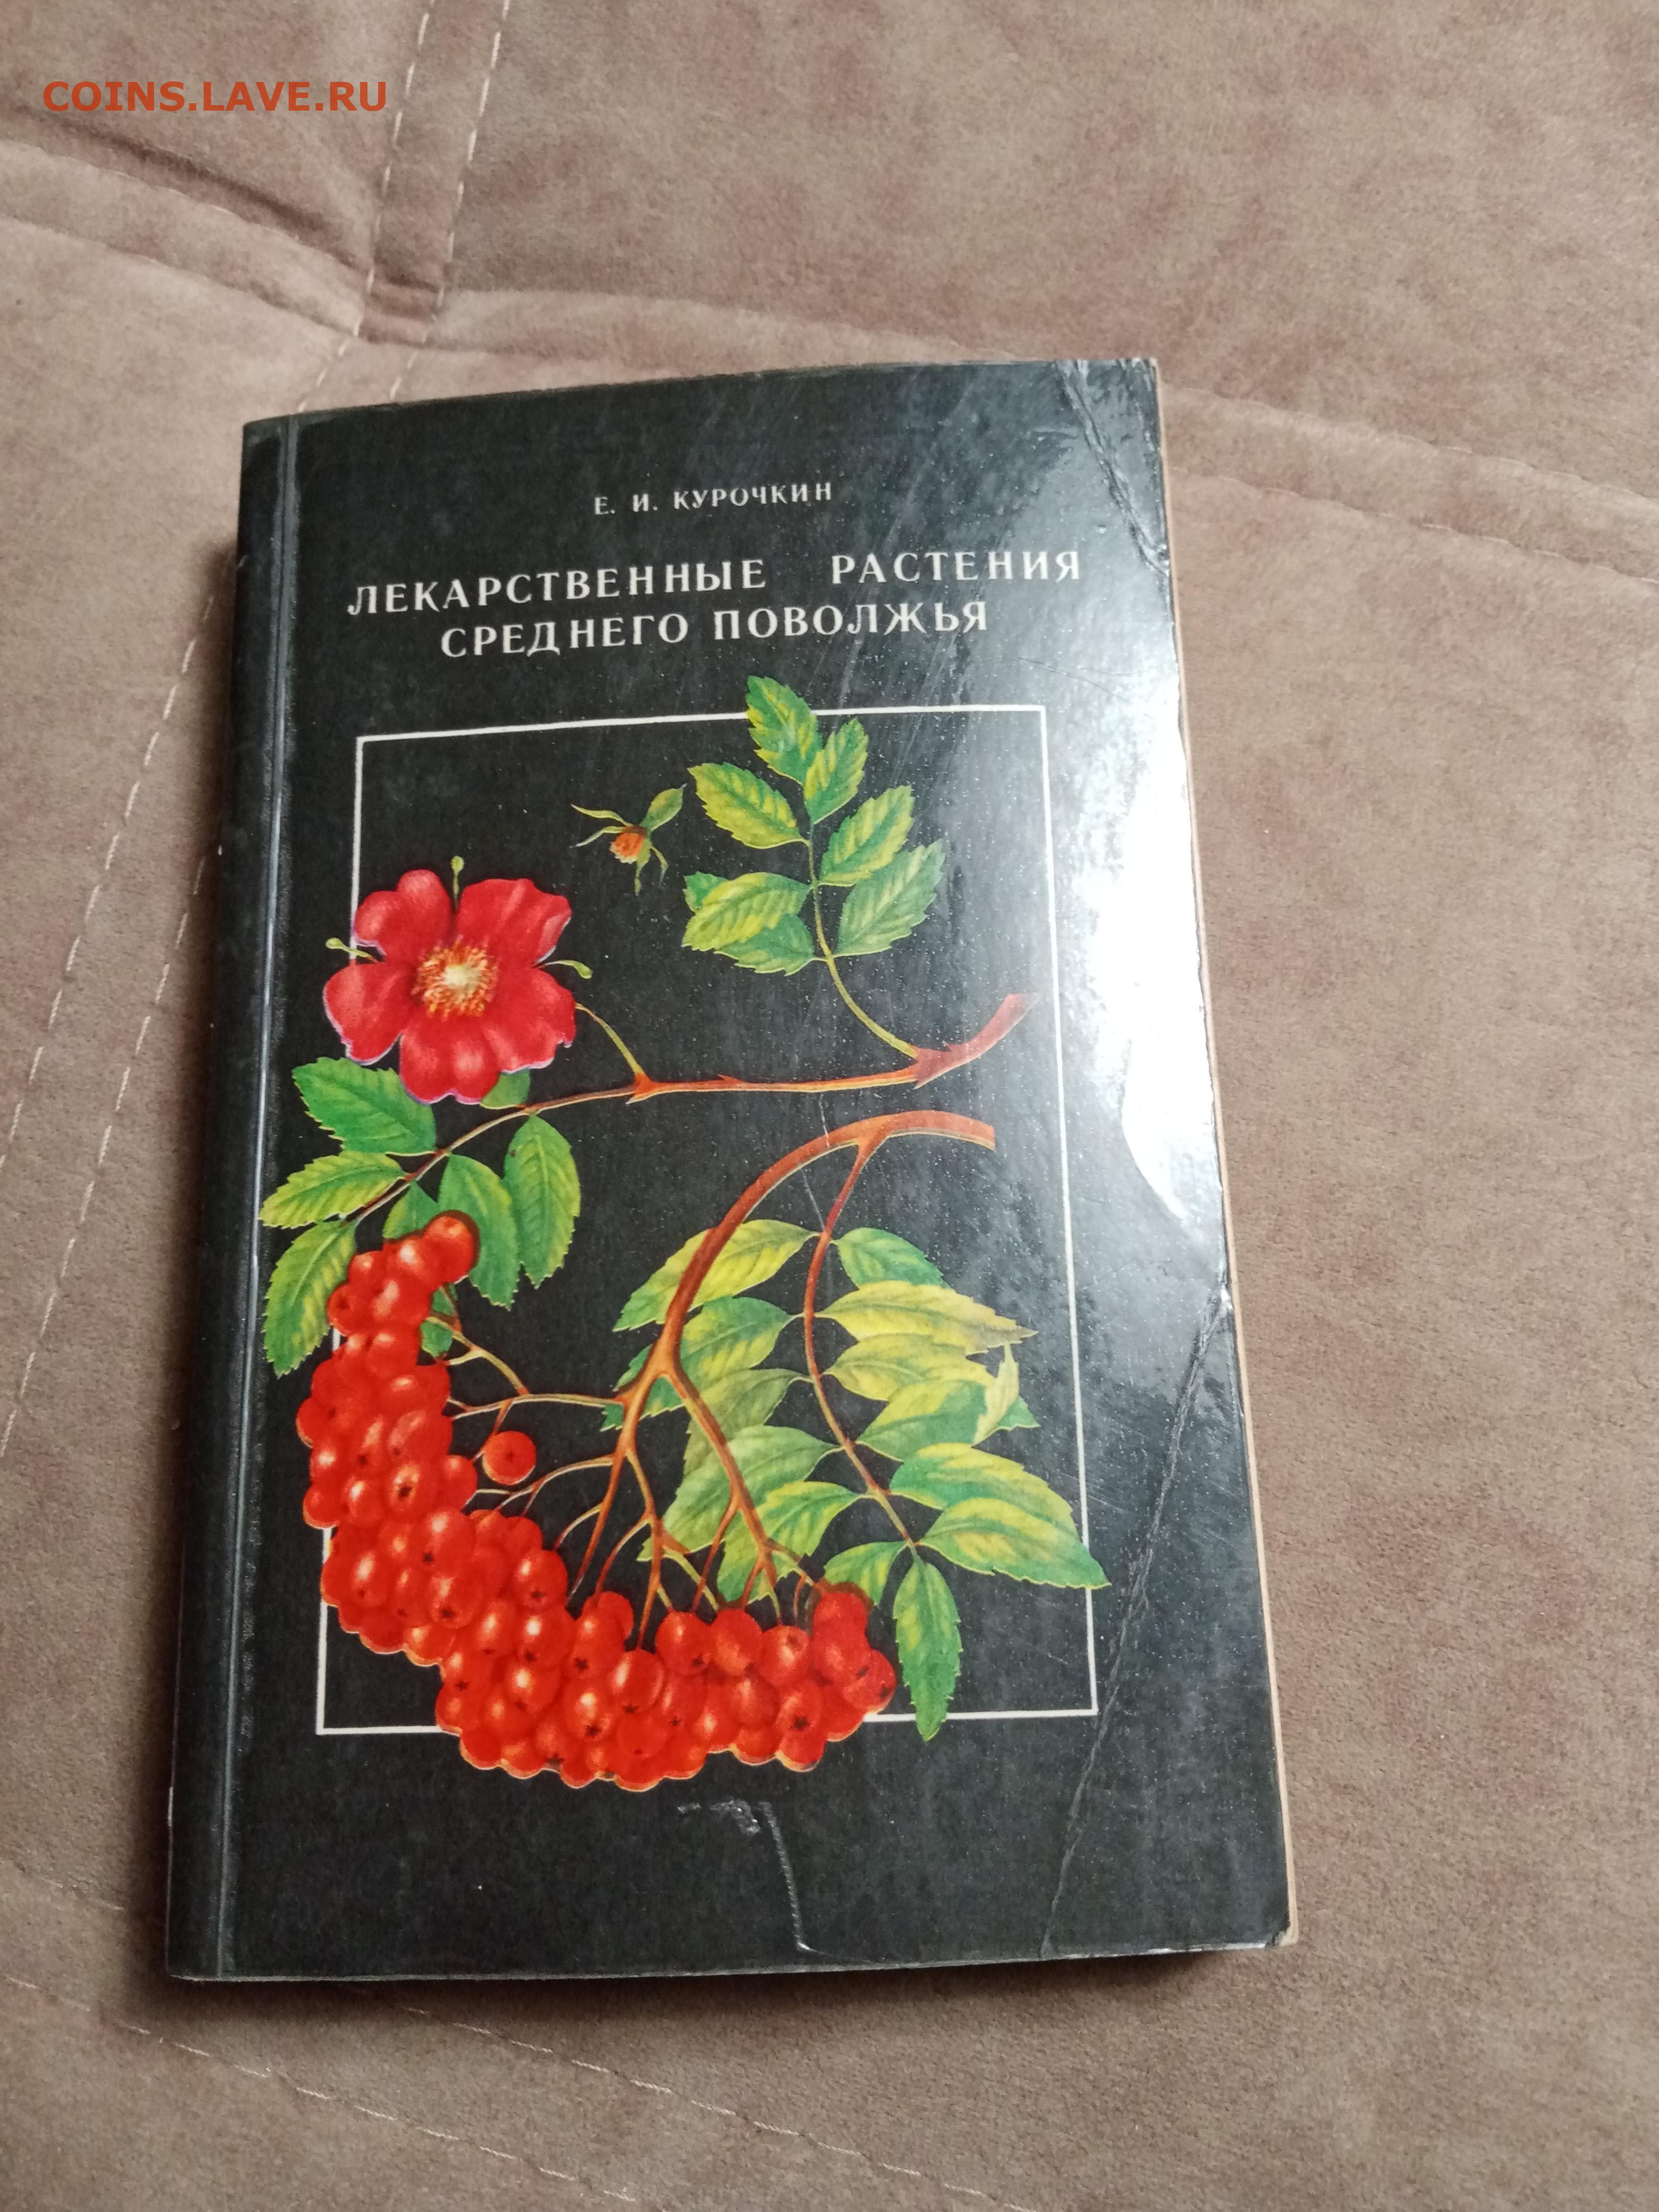 COINS.LAVE.RU
Е. И. КУРОЧКИН
ЛЕКАРСТВЕННЫЕ РАСТЕНИЯ
СРЕДНЕГО ПОВОЛЖЬЯ